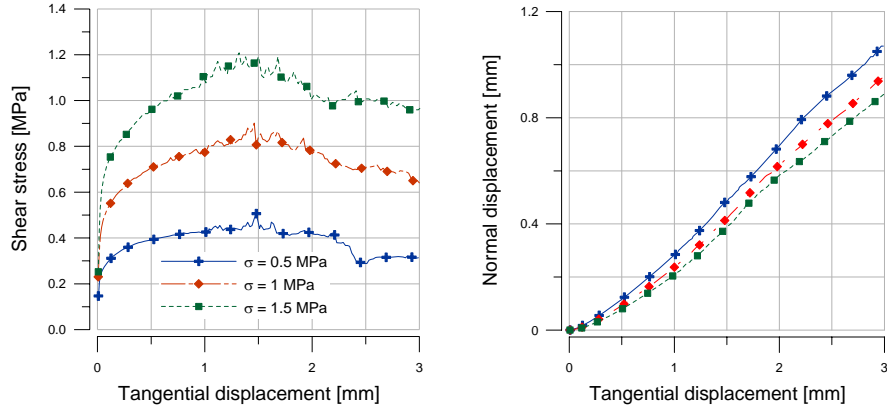 1.4
1.2
1.0
0.8
0.6
0.4
0.2
0.0
Shear stress [MPa]
σ = 0.5 MPa
σ = 1 MPa
σ = 1.5 MPa
0 1 2 3
Tangential displacement [mm]
1.2
0.8
0.4
0
Normal displacement [mm]
0 1 2 3
Tangential displacement [mm]